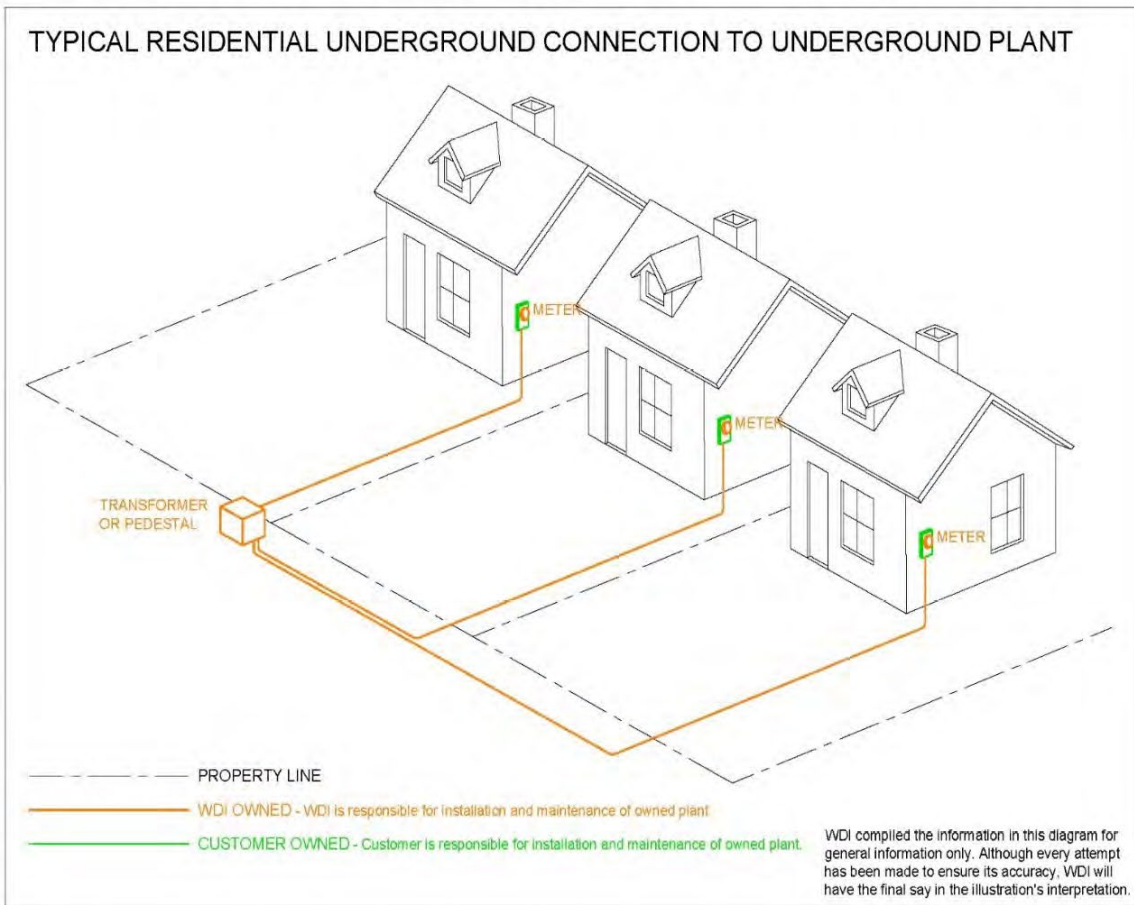 TYPICAL RESIDENTIAL UNDERGROUND CONNECTION TO UNDERGROUND PLANT
METER
METER
TRANSFORMER
OR PEDESTAL
METER
PROPERTY LINE
WDI OWNED - WDI is responsible for installation and maintenance of owned plant
CUSTOMER OWNED - Customer is responsible for installation and maintenance of owned plant.
WDI compiled the information in this diagram for
general information only. Although every attempt
has been made to ensure its accuracy, WDI will
have the final say in the illustration's interpretation.